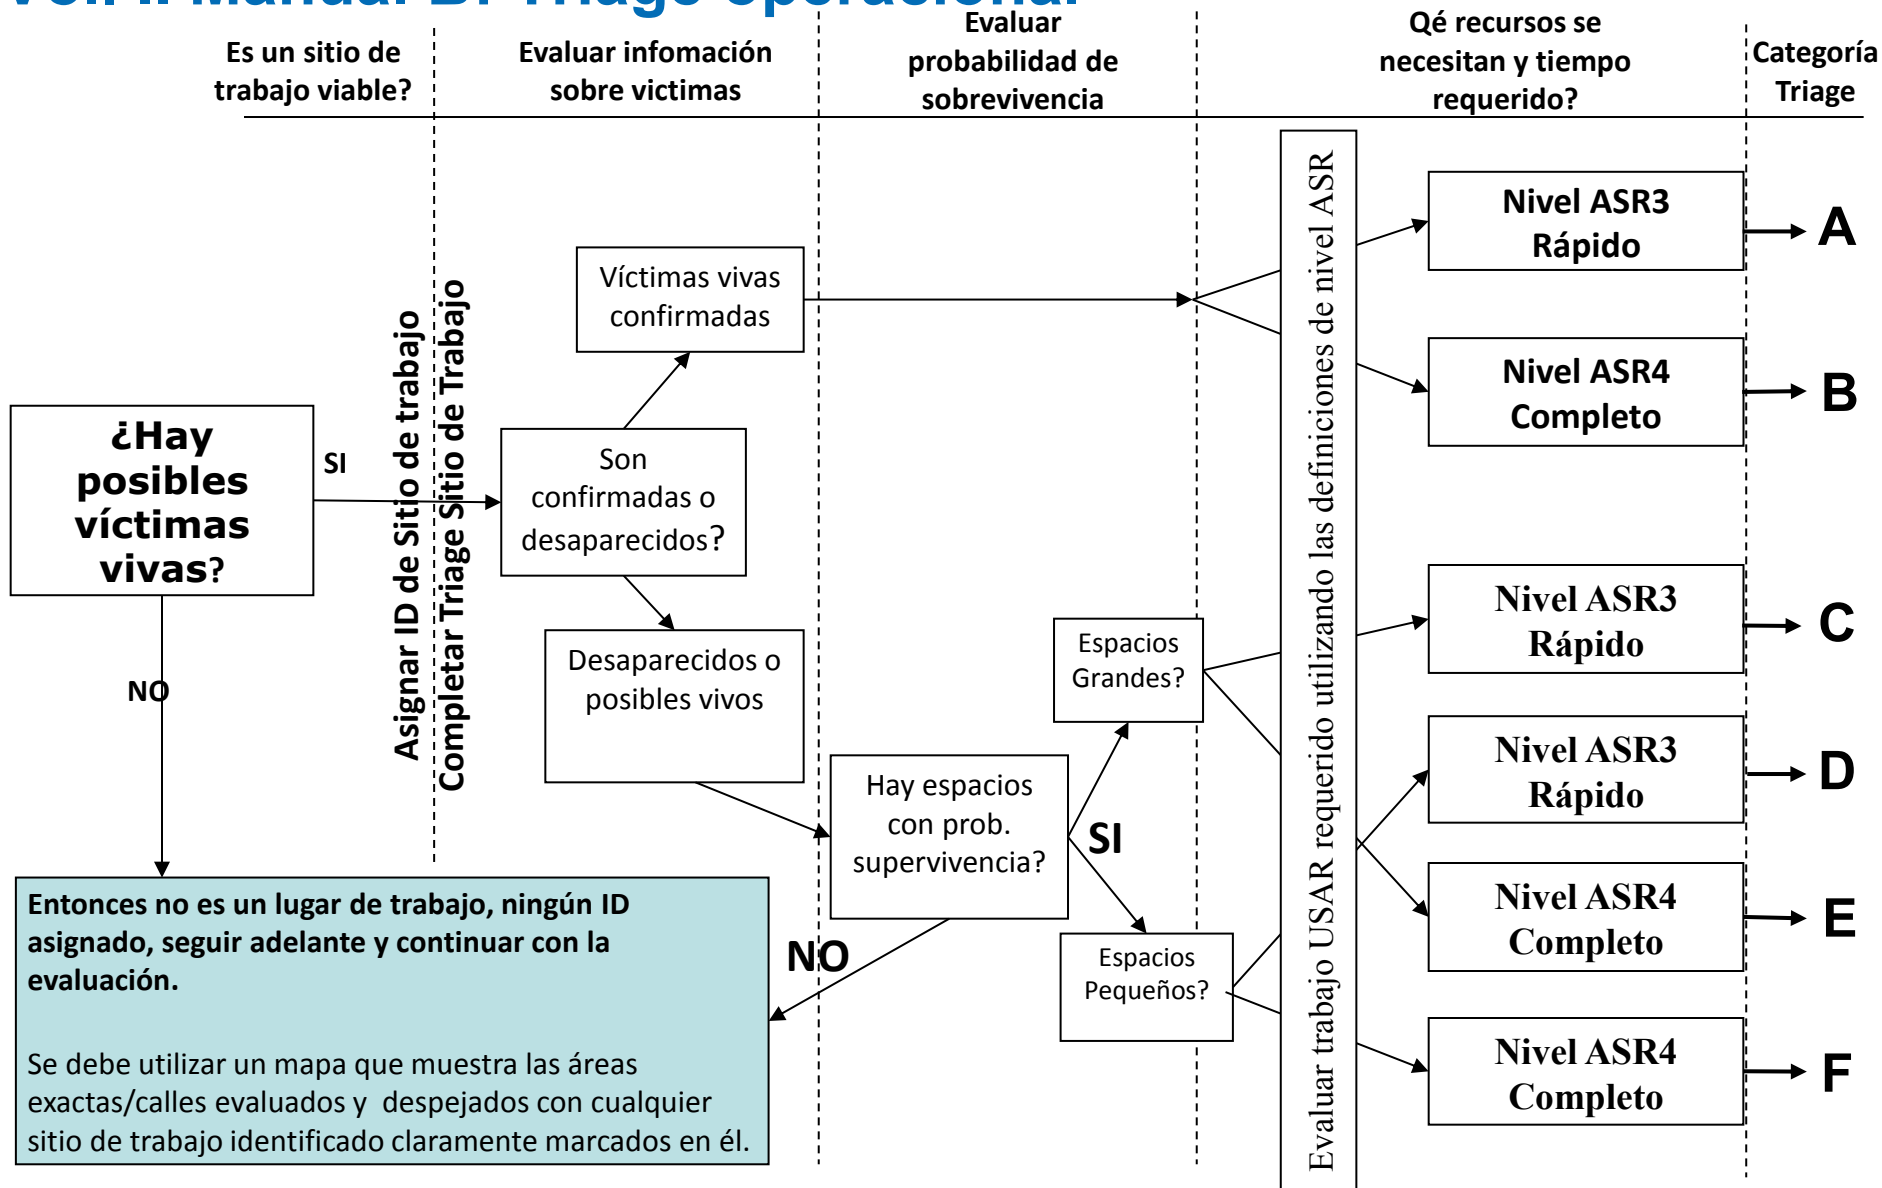 Vol. II Manual B: Triage operacional
Es un sitio de
trabajo viable?
Evaluar infomación
sobre victimas
Evaluar
probabilidad de
sobrevivencia
Qé recursos se
necesitan y tiempo
requerido?
Categoría
Triage
¿Hay
posibles
víctimas
vivas?
SI
NO
Asignar ID de Sitio de trabajo
Completar Triage Sitio de Trabajo
Víctimas vivas
confirmadas
Son
confirmadas o
desaparecidos?
Desaparecidos o
posibles vivos
Hay espacios
con prob.
supervivencia?
SI
NO
Espacios
Grandes?
Espacios
Pequeños?
Evaluar trabajo USAR requerido utilizando las definiciones de nivel ASR
Nivel ASR3
Rápido
A
Nivel ASR4
Completo
B
Nivel ASR3
Rápido
C
Nivel ASR3
Rápido
D
Nivel ASR4
Completo
E
Nivel ASR4
Completo
F
Entonces no es un lugar de trabajo, ningún ID
asignado, seguir adelante y continuar con la
evaluación.
Se debe utilizar un mapa que muestra las áreas
exactas/calles evaluados y despejados con cualquier
sitio de trabajo identificado claramente marcados en él.